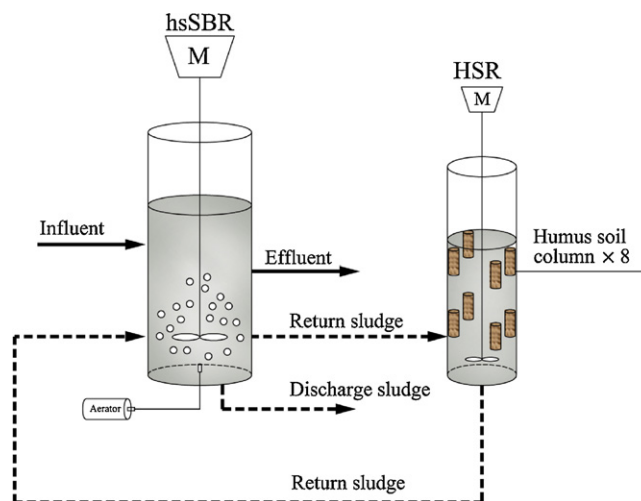 hsSBR
M
HSR
M
Influent
Effluent
Humus soil
column × 8
Return sludge
Discharge sludge
Aerator
Return sludge